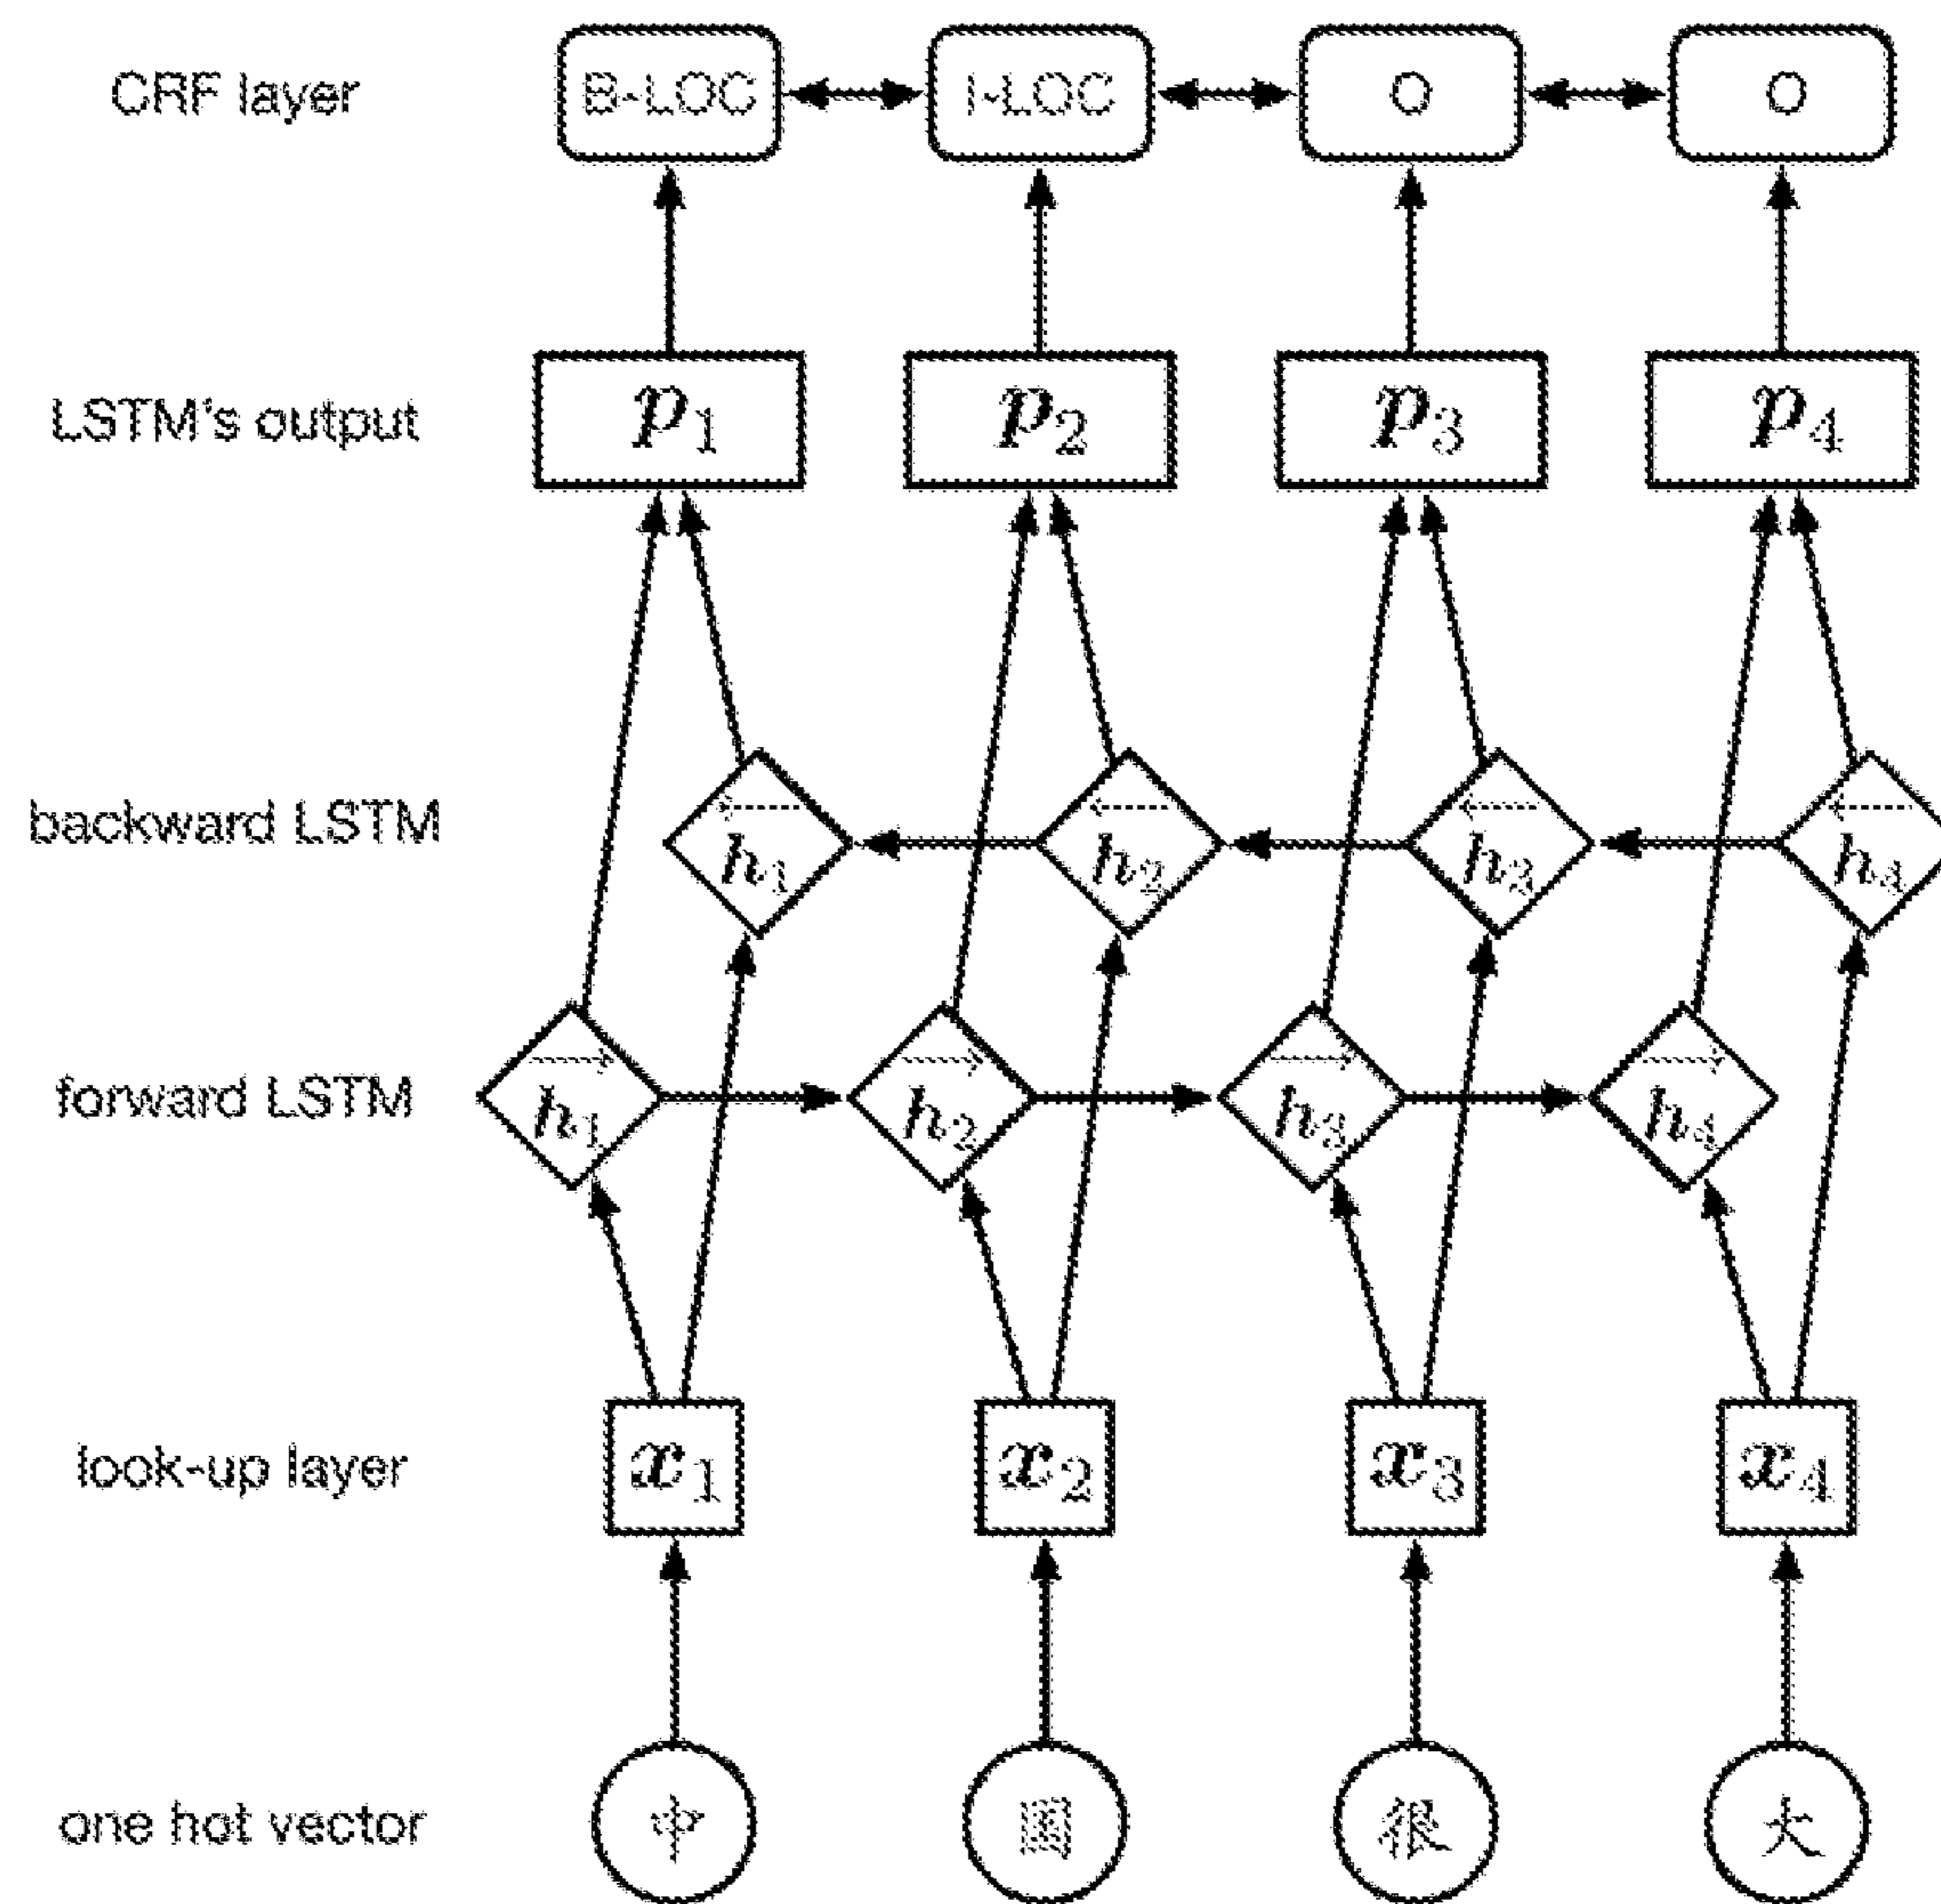 CRF layer B-LOC I-LOC O O
LSTM's output p1 p2 p3 p4
backward LSTM h1 h2 h3 h4
forward LSTM h1 h2 h3 h4
look-up layer x1 x2 x3 x4
one hot vector 中 國 很 大